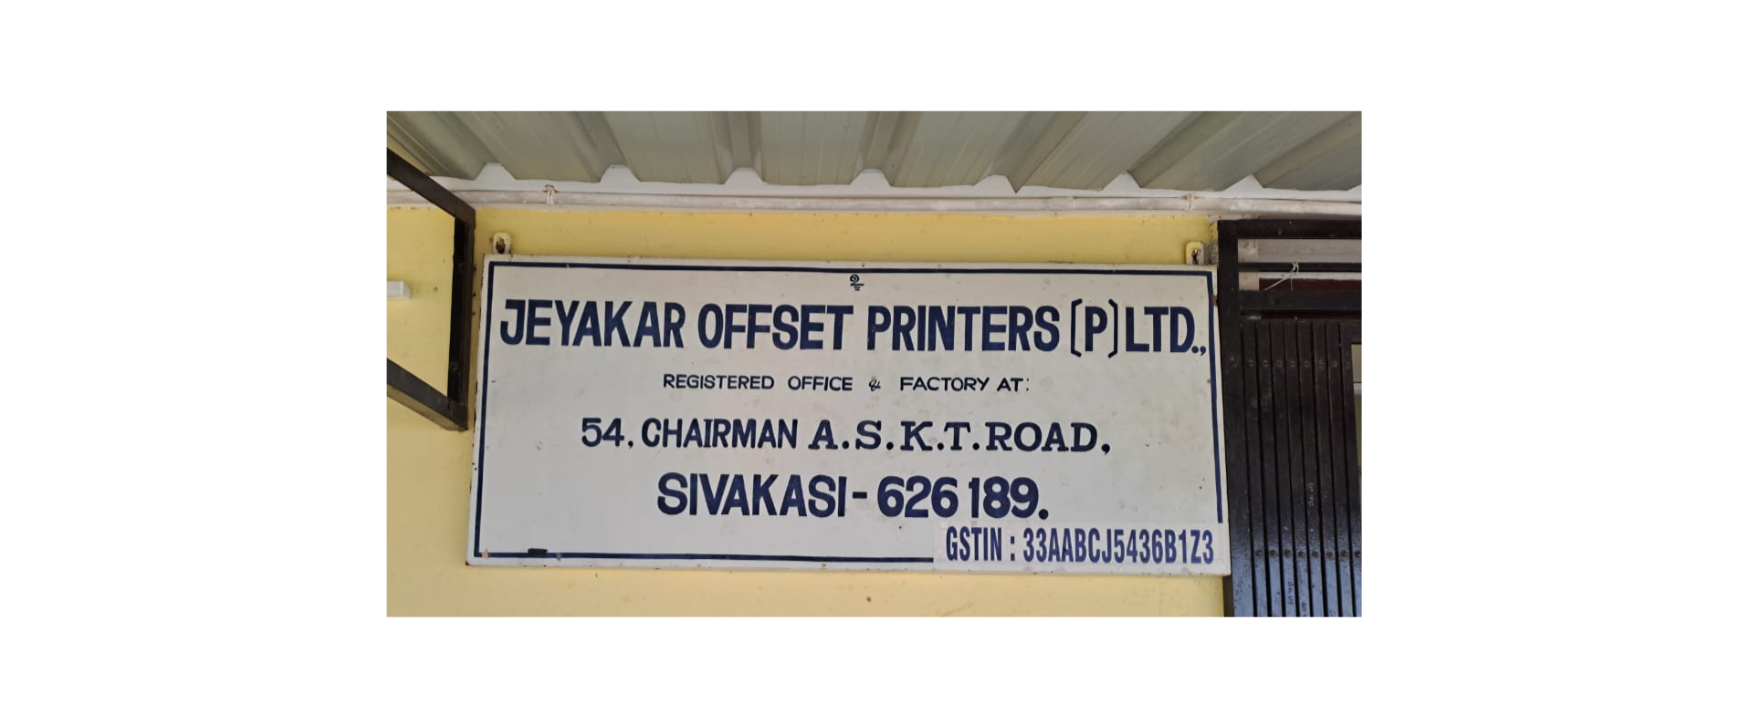 உ
JEYAKAR OFFSET PRINTERS (P) LTD.,
REGISTERED OFFICE & FACTORY AT:
54, CHAIRMAN A.S.K.T. ROAD,
SIVAKASI - 626 189.
GSTIN : 33AABCJ5436B1Z3